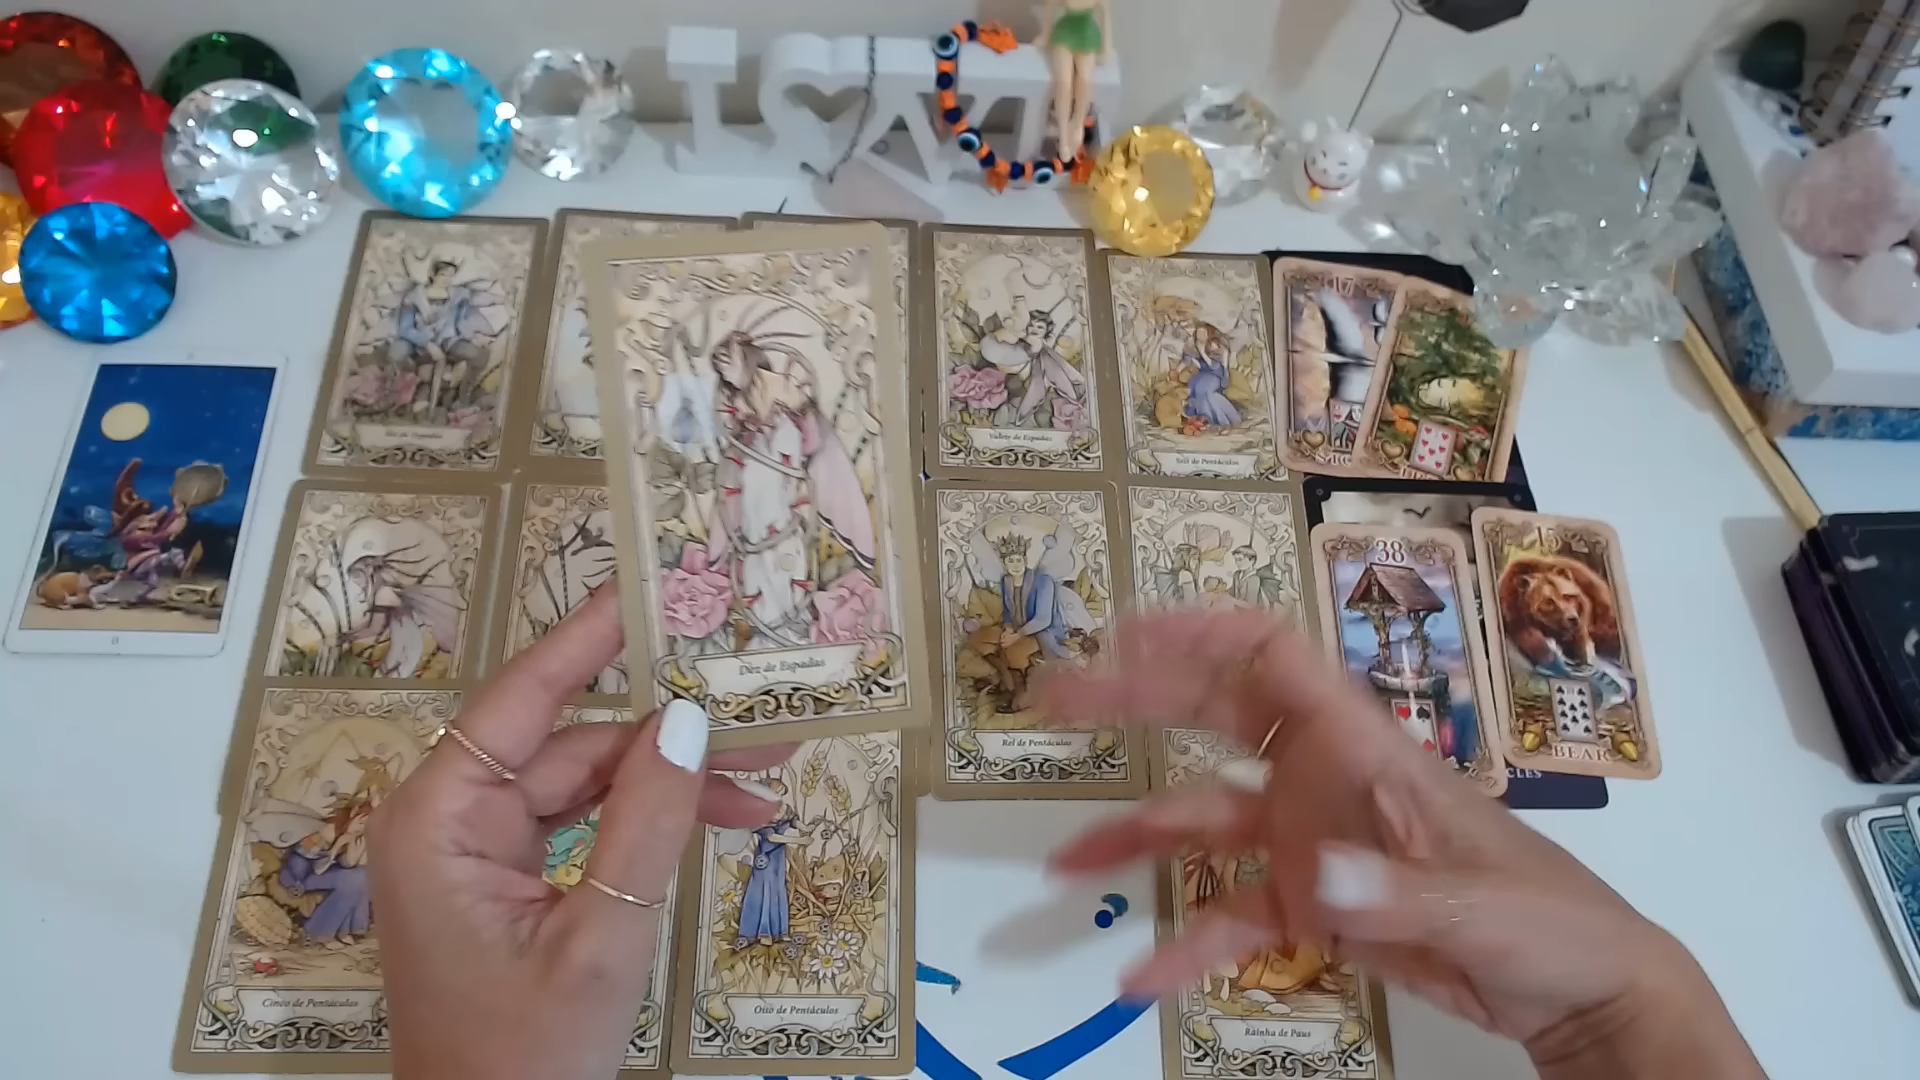 I
17
Valete de Espadas
Seis de Pentáculos
Dez de Espadas
38
15
BEAR
Rei de Pentáculos
CLES
Cinco de Pentáculos
Oito de Pentáculos
Rainha de Paus